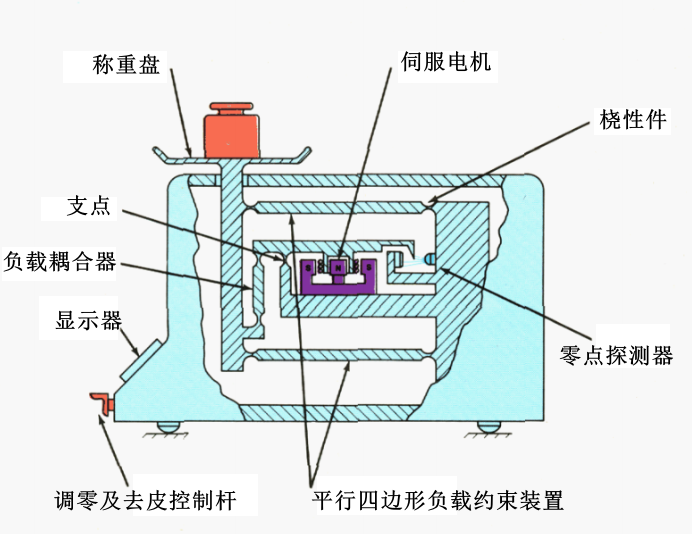 称重盘
伺服电机
桡性件
支点
负载耦合器
显示器
零点探测器
调零及去皮控制杆
平行四边形负载约束装置